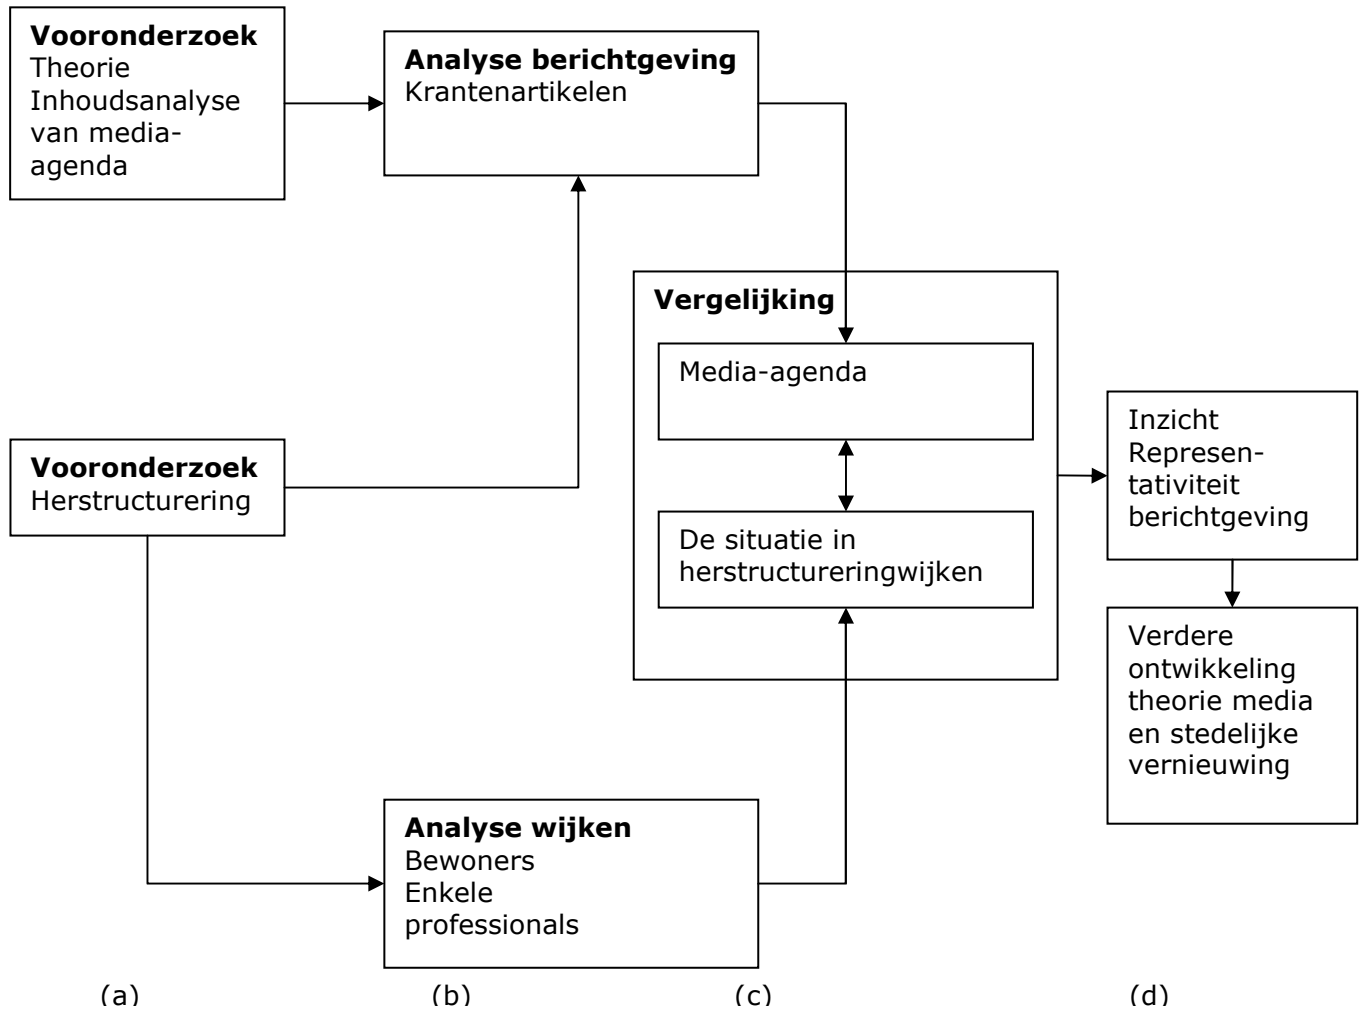 Vooronderzoek
Theorie
Inhoudsanalyse
van media-
agenda
Analyse berichtgeving
Krantenartikelen
Vergelijking
Media-agenda
De situatie in
herstructureringwijken
Vooronderzoek
Herstructurering
Inzicht
Represen-
tativiteit
berichtgeving
Verdere
ontwikkeling
theorie media
en stedelijke
vernieuwing
Analyse wijken
Bewoners
Enkele
professionals
(a)
(b)
(c)
(d)